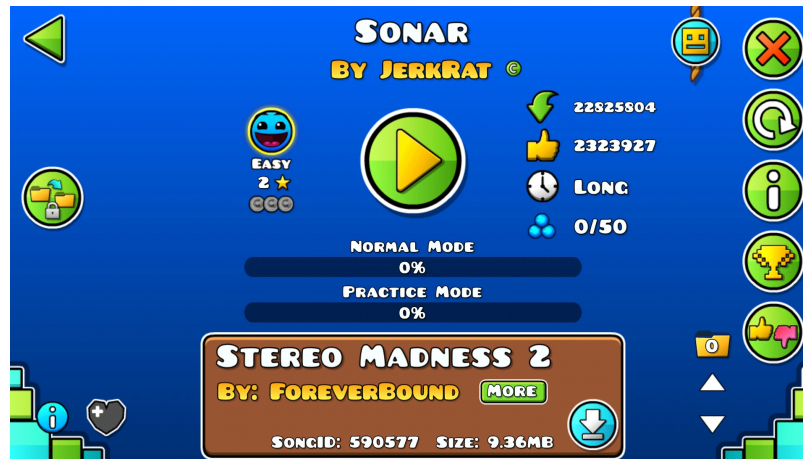 Sonar
By JerkRat
22825804
2323927
Easy
2
Long
0/50
Normal Mode
0%
Practice Mode
0%
Stereo Madness 2
By: ForeverBound More
SongID: 590577 Size: 9.36MB
0